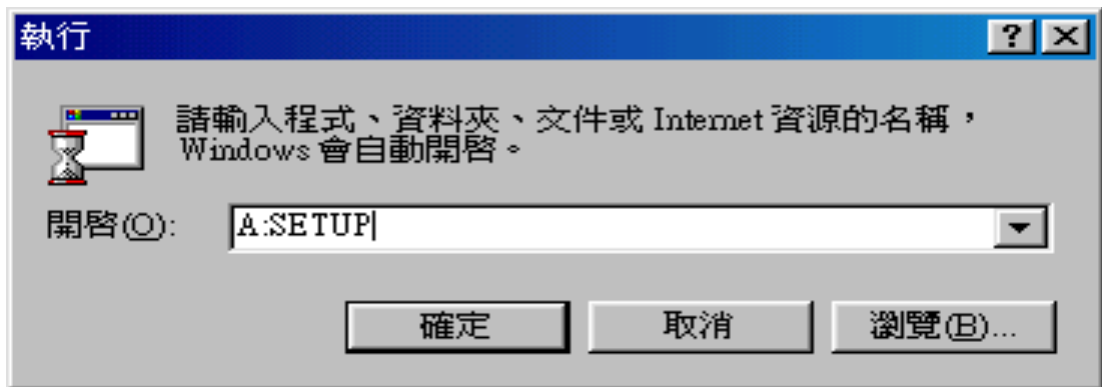 執行
請輸入程式、資料夾、文件或 Internet 資源的名稱，
Windows 會自動開啓。
開啓(O):
A:SETUP
確定
取消
瀏覽(B)...